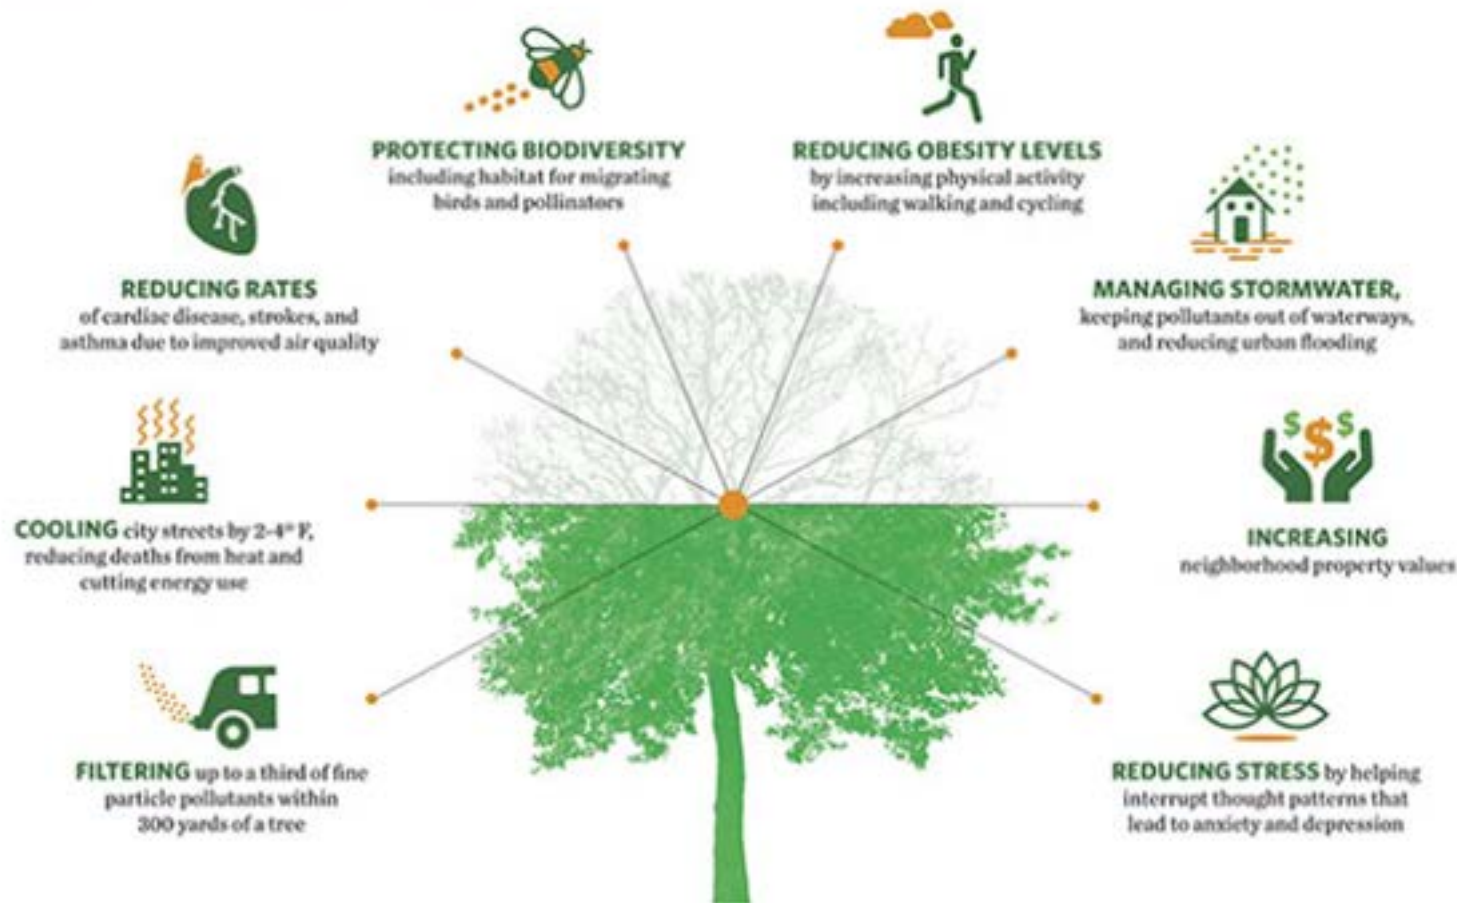 PROTECTING BIODIVERSITY
including habitat for migrating
birds and pollinators
REDUCING OBESITY LEVELS
by increasing physical activity
including walking and cycling
REDUCING RATES
of cardiac disease, strokes, and
asthma due to improved air quality
MANAGING STORMWATER,
keeping pollutants out of waterways,
and reducing urban flooding
COOLING city streets by 2-4° F,
reducing deaths from heat and
cutting energy use
$ $ $
INCREASING
neighborhood property values
FILTERING up to a third of fine
particle pollutants within
300 yards of a tree
REDUCING STRESS by helping
interrupt thought patterns that
lead to anxiety and depression